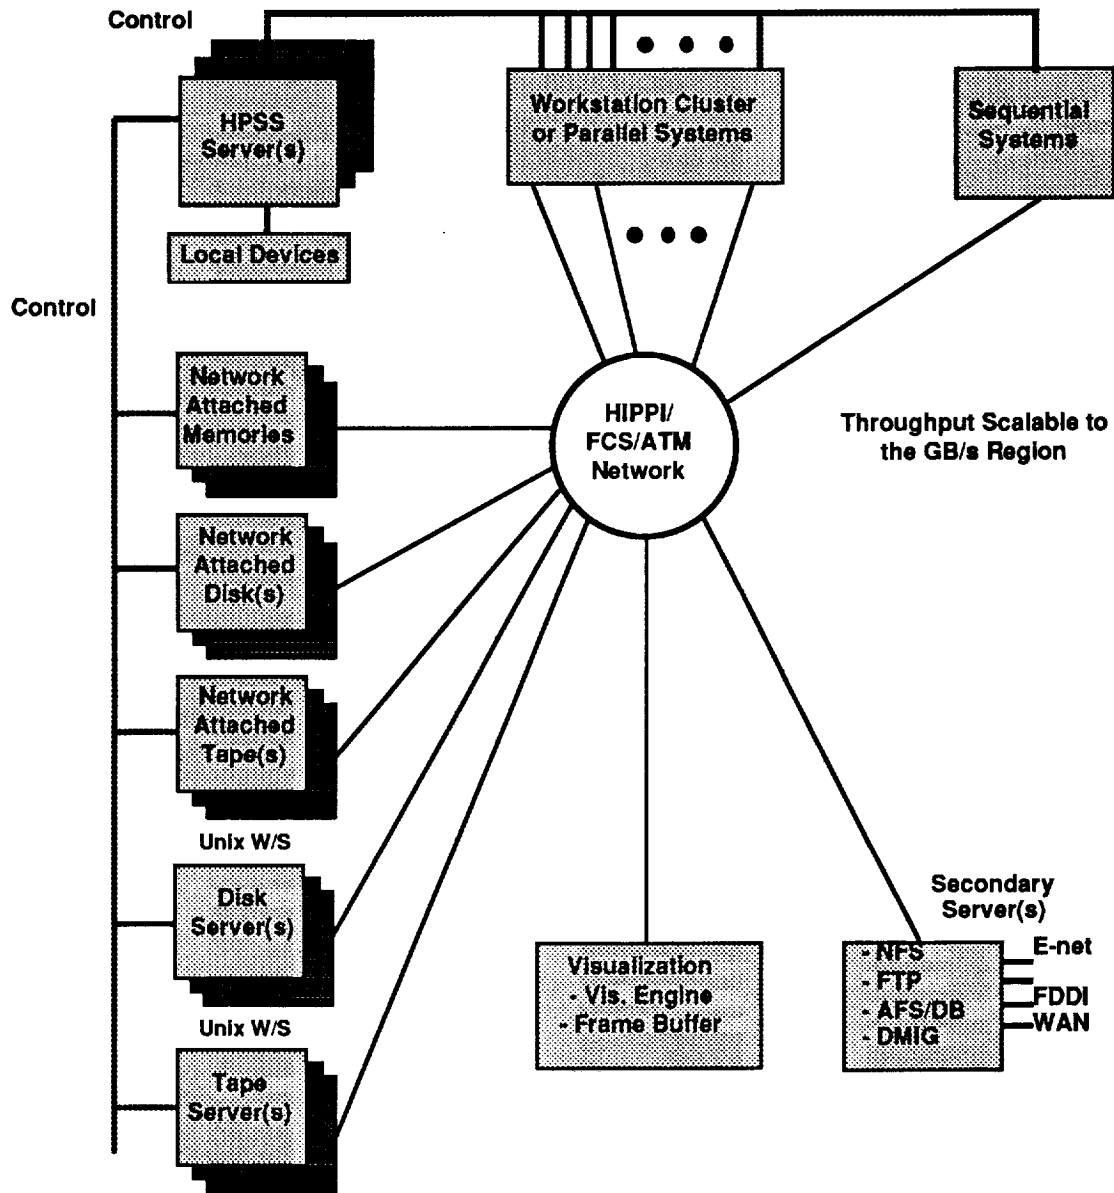 Control
HPSS
Server(s)
Local Devices
Workstation Cluster
or Parallel Systems
Sequential
Systems
Control
Network
Attached
Memories
HIPPI/
FCS/ATM
Network
Throughput Scalable to
the GB/s Region
Network
Attached
Disk(s)
Network
Attached
Tape(s)
Unix W/S
Disk
Server(s)
Unix W/S
Tape
Server(s)
Visualization
- Vis. Engine
- Frame Buffer
Secondary
Server(s)
- NFS
- FTP
- AFS/DB
- DMIG
E-net
FDDI
WAN